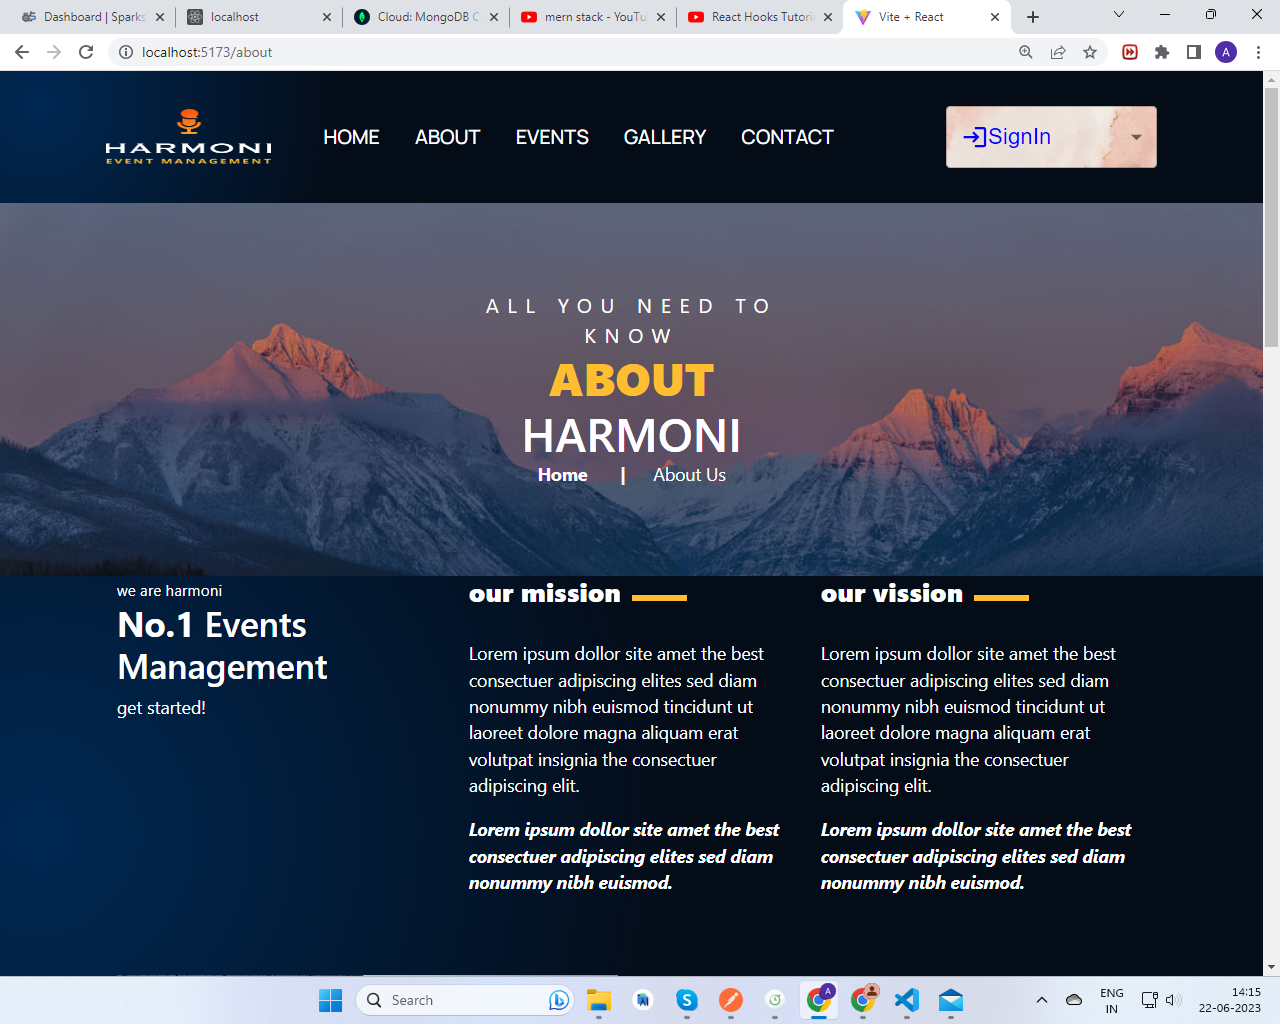 Dashboard | Sparks
localhost
Cloud: MongoDB C
mern stack - YouTu
React Hooks Tutoria
Vite + React
localhost:5173/about
A
HARMONI
EVENT MANAGEMENT
HOME
ABOUT
EVENTS
GALLERY
CONTACT
SignIn
ALL YOU NEED TO
KNOW
ABOUT
HARMONI
Home | About Us
we are harmoni
No.1 Events
Management
get started!
our mission
Lorem ipsum dollor site amet the best
consectuer adipiscing elites sed diam
nonummy nibh euismod tincidunt ut
laoreet dolore magna aliquam erat
volutpat insignia the consectuer
adipiscing elit.
Lorem ipsum dollor site amet the best
consectuer adipiscing elites sed diam
nonummy nibh euismod.
our vission
Lorem ipsum dollor site amet the best
consectuer adipiscing elites sed diam
nonummy nibh euismod tincidunt ut
laoreet dolore magna aliquam erat
volutpat insignia the consectuer
adipiscing elit.
Lorem ipsum dollor site amet the best
consectuer adipiscing elites sed diam
nonummy nibh euismod.
Search
A
ENG
IN
14:15
22-06-2023